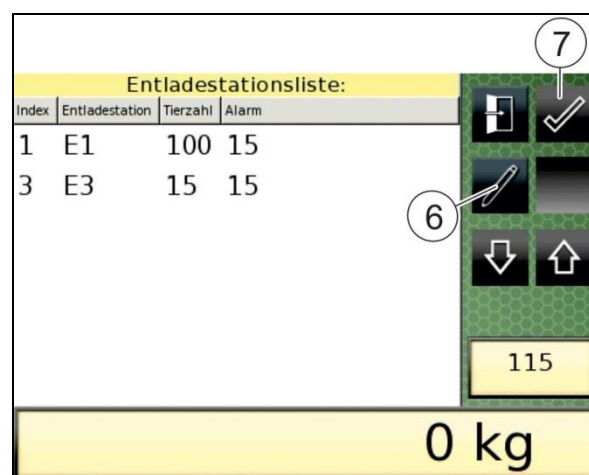 7
Entladestationsliste:
Index Entladestation Tierzahl Alarm
1 E1 100 15
3 E3 15 15
6
115
0 kg